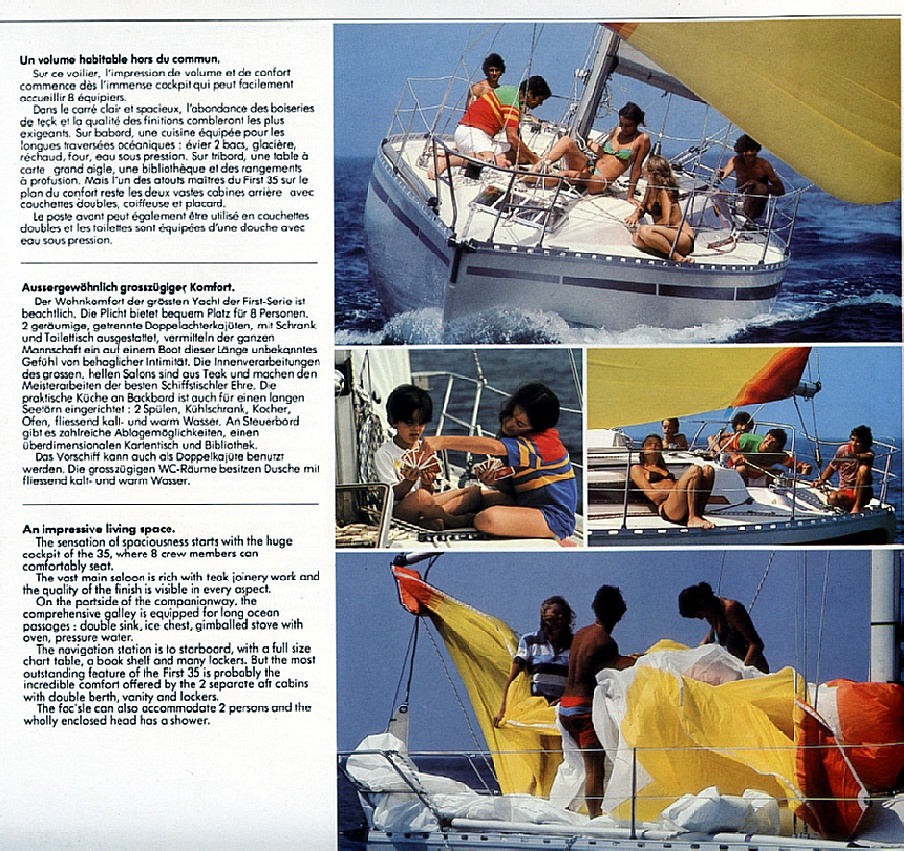 Un volume habitable hors du commun.
Sur ce voilier, l'impression de volume et de confort
commence dès l'immense cockpit qui peut facilement
accueillir 8 équipiers.
Dans le carré clair et spacieux, l'abondance des boiseries
de teck et la qualité des finitions combleront les plus
exigeants. Sur babord, une cuisine équipée pour les
longues traversées océaniques : évier 2 bacs, glacière,
réchaud, four, eau sous pression. Sur tribord, une table à
carte grand aigle, une bibliothèque et des rangements
à profusion. Mais l'un des atouts maitres du First 35 sur le
plan du confort reste les deux vastes cabines arrière avec
couchettes doubles, coiffeuse et placard.
Le poste avant peut également être utilisé en couchettes
doubles et les toilettes sont équipées d'une douche avec
eau sous pression.
Aussergewöhnlich grosszügiger Komfort.
Der Wohnkomfort der grössten Yacht der First-Serie ist
beachtlich. Die Plicht bietet bequem Platz für 8 Personen.
2 geräumige, getrennte Doppelachterkajüten, mit Schrank
und Toilettisch ausgestattet, vermitteln der ganzen
Mannschaft ein auf einem Boot dieser Länge unbekanntes
Gefühl von behaglicher Intimität. Die Innenverarbeitungen
des grossen, hellen Salons sind aus Teak und machen den
Meisterarbeiten der besten Schiffstischler Ehre. Die
praktische Küche an Backbord ist auch für einen langen
Seetörn eingerichtet : 2 Spülen, Kühlschrank, Kocher,
Ofen, fliessend kalt- und warm Wasser. An Steuerbord
gibt es zahlreiche Ablagemöglichkeiten, einen
überdimensionalen Kartentisch und Bibliothek.
Das Vorschiff kann auch als Doppelkajüte benutzt
werden. Die grosszügigen WC-Räume besitzen Dusche mit
fliessend kalt- und warm Wasser.
An impressive living space.
The sensation of spaciousness starts with the huge
cockpit of the 35, where 8 crew members can
comfortably seat.
The vast main saloon is rich with teak joinery work and
the quality of the finish is visible in every aspect.
On the portside of the companionway, the
comprehensive galley is equipped for long ocean
passages : double sink, ice chest, gimballed stove with
oven, pressure water.
The navigation station is to starboard, with a full size
chart table, a book shelf and many lockers. But the most
outstanding feature of the First 35 is probably the
incredible comfort offered by the 2 separate aft cabins
with double berth, vanity and lockers.
The foc'sle can also accommodate 2 persons and the
wholly enclosed head has a shower.